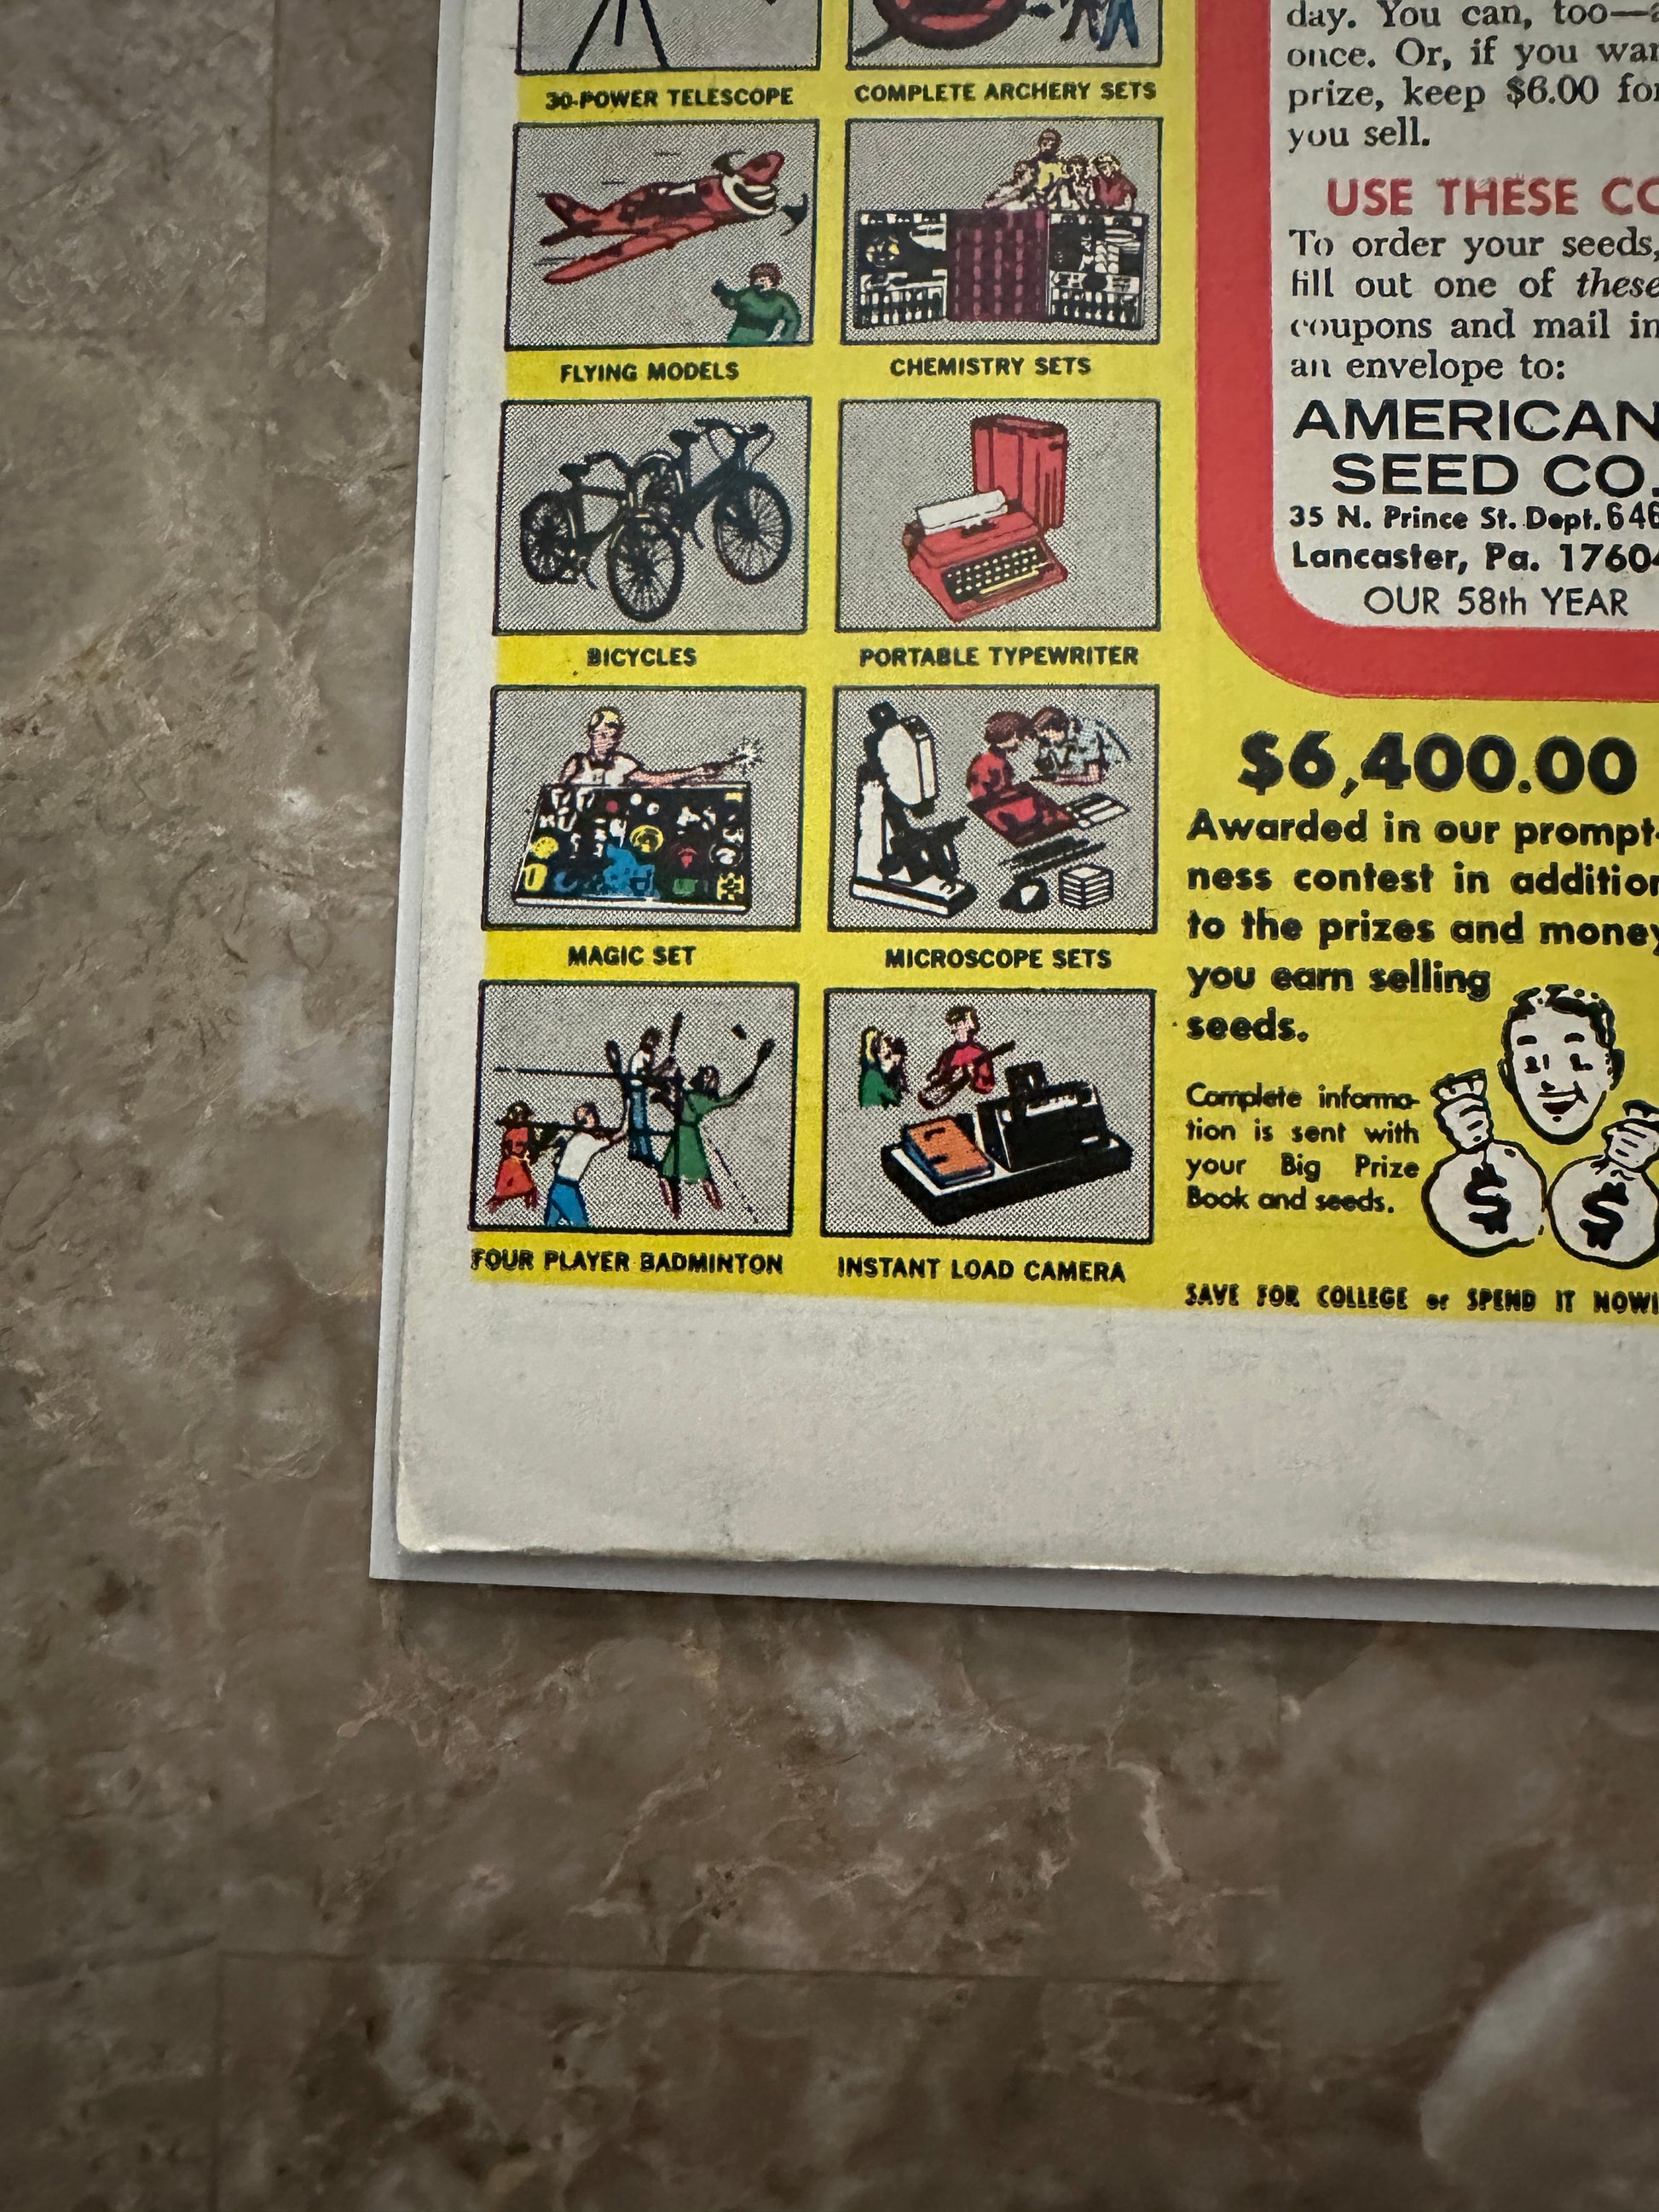 30-POWER TELESCOPE
COMPLETE ARCHERY SETS
FLYING MODELS
CHEMISTRY SETS
BICYCLES
PORTABLE TYPEWRITER
MAGIC SET
MICROSCOPE SETS
FOUR PLAYER BADMINTON
INSTANT LOAD CAMERA
day. You can, too—
once. Or, if you
prize, keep $6.00
you sell.
USE THESE
To order your seeds,
fill out one of these
coupons and mail in
an envelope to:
AMERICAN
SEED CO.
35 N. Prince St. Dept. 646
Lancaster, Pa. 17604
OUR 58th YEAR
$6,400.00
Awarded in our prompt-
ness contest in addition
to the prizes and money
you earn selling
seeds.
Complete informa-
tion is sent with
your Big Prize
Book and seeds.
$ $
SAVE FOR COLLEGE or SPEND IT NOW!